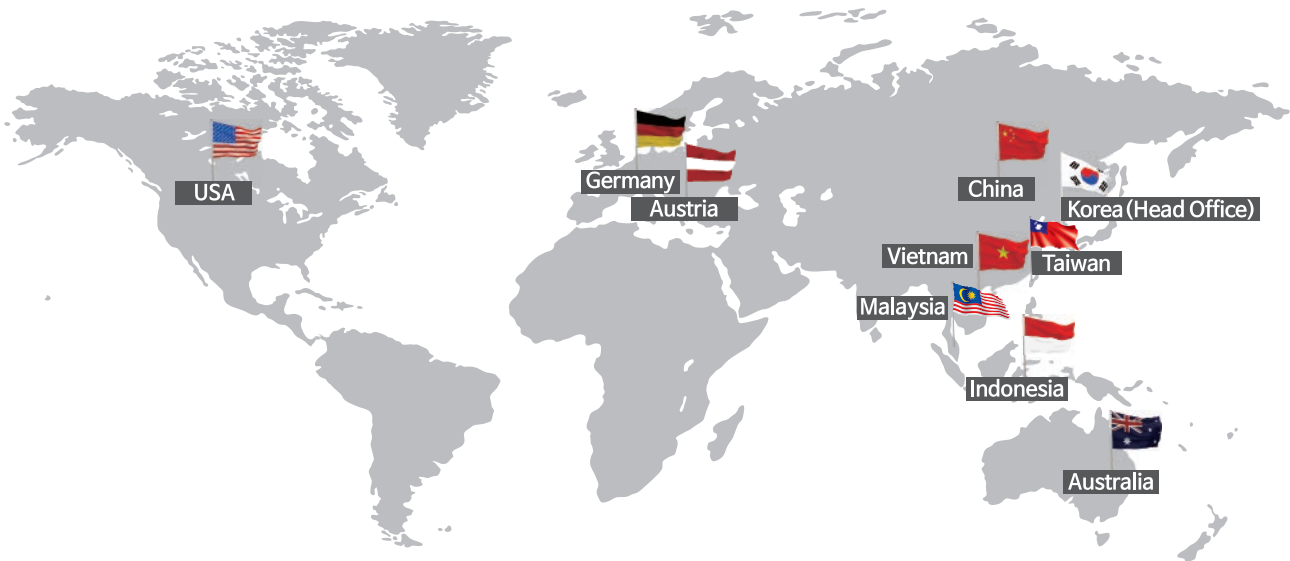 USA
Germany
Austria
China
Korea (Head Office)
Vietnam
Taiwan
Malaysia
Indonesia
Australia